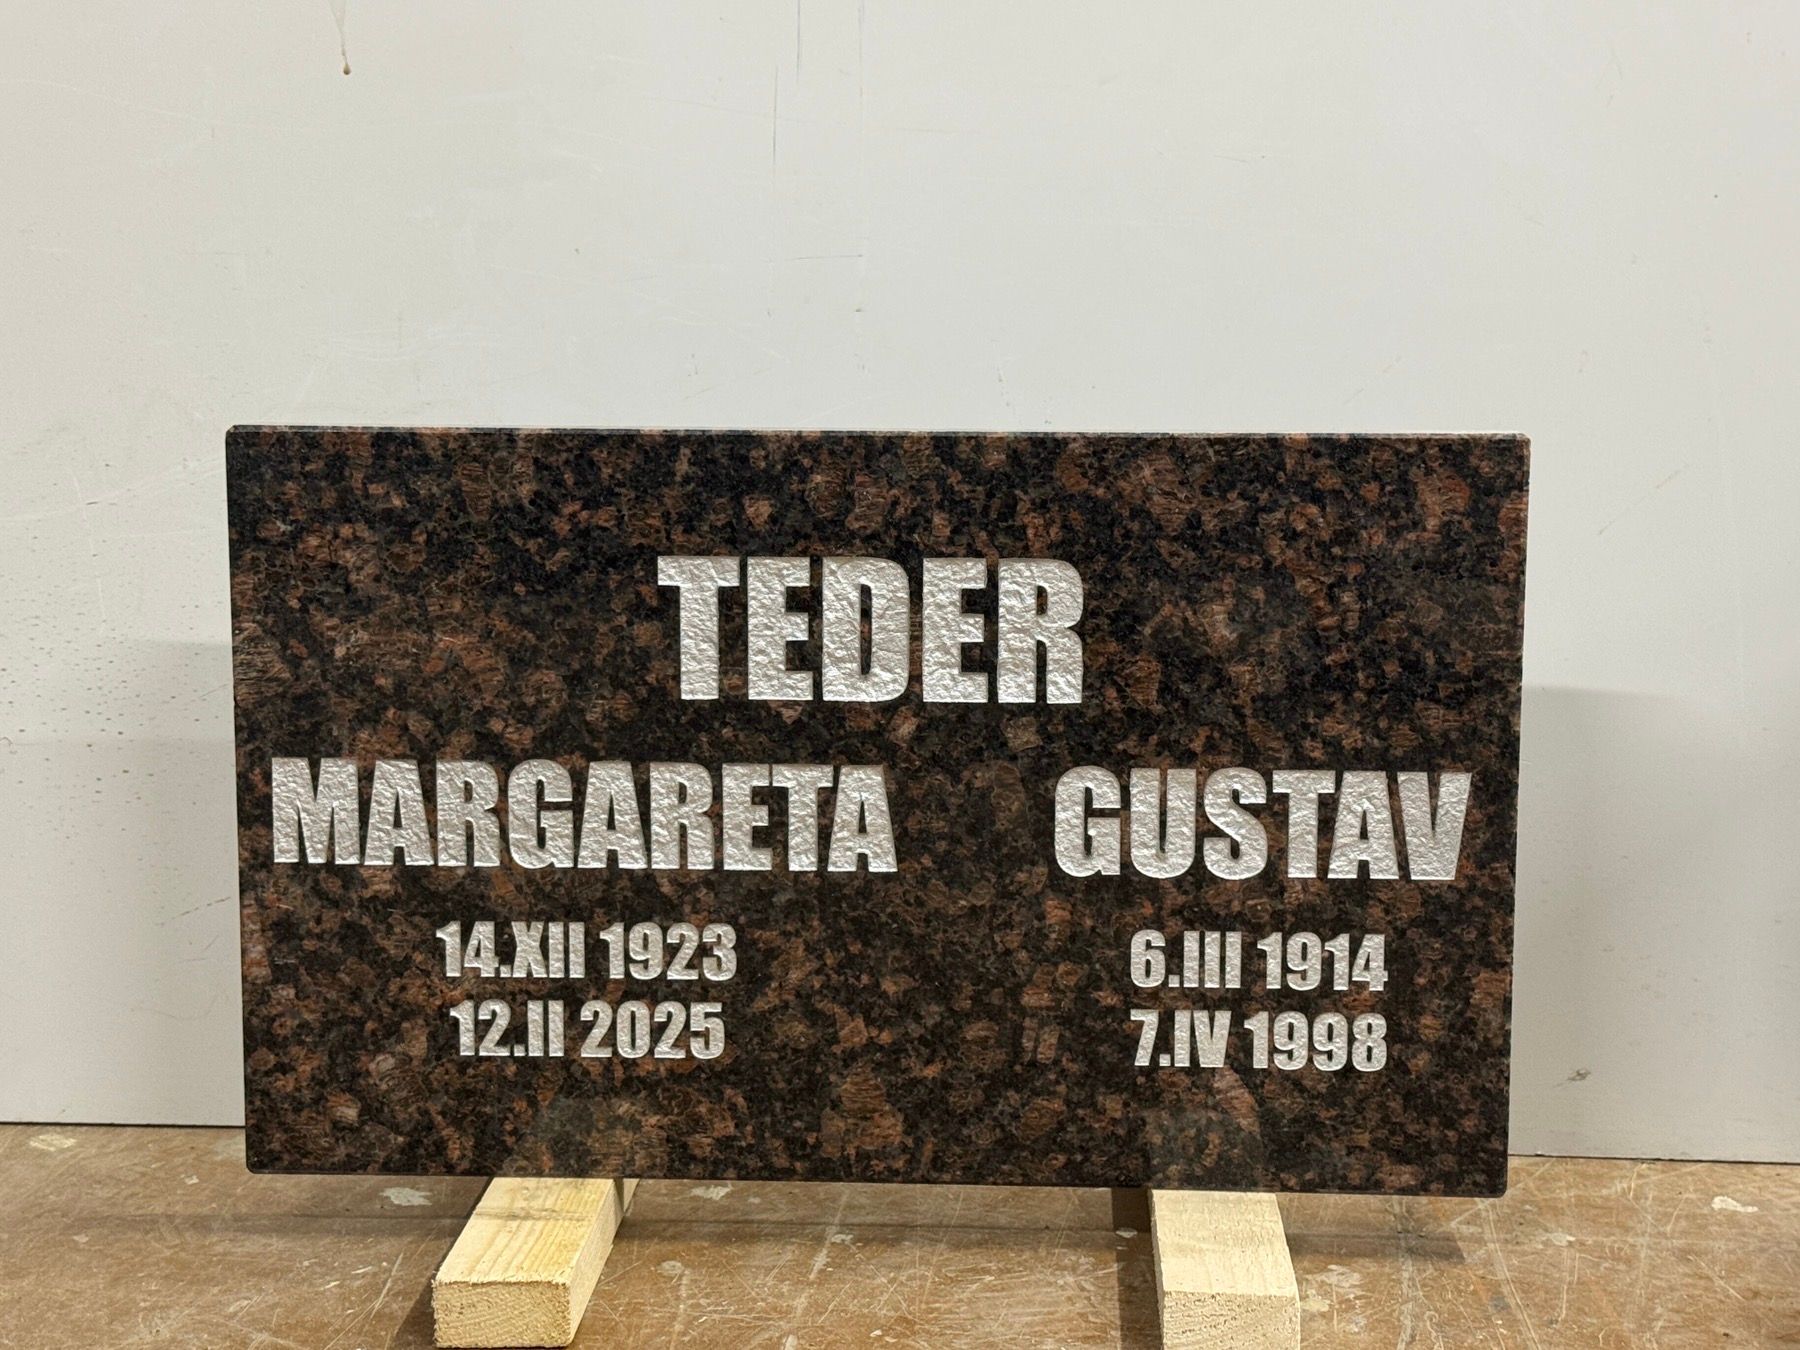 TEDER
MARGARETA GUSTAV
14.XII 1923 6.III 1914
12.II 2025 7.IV 1998